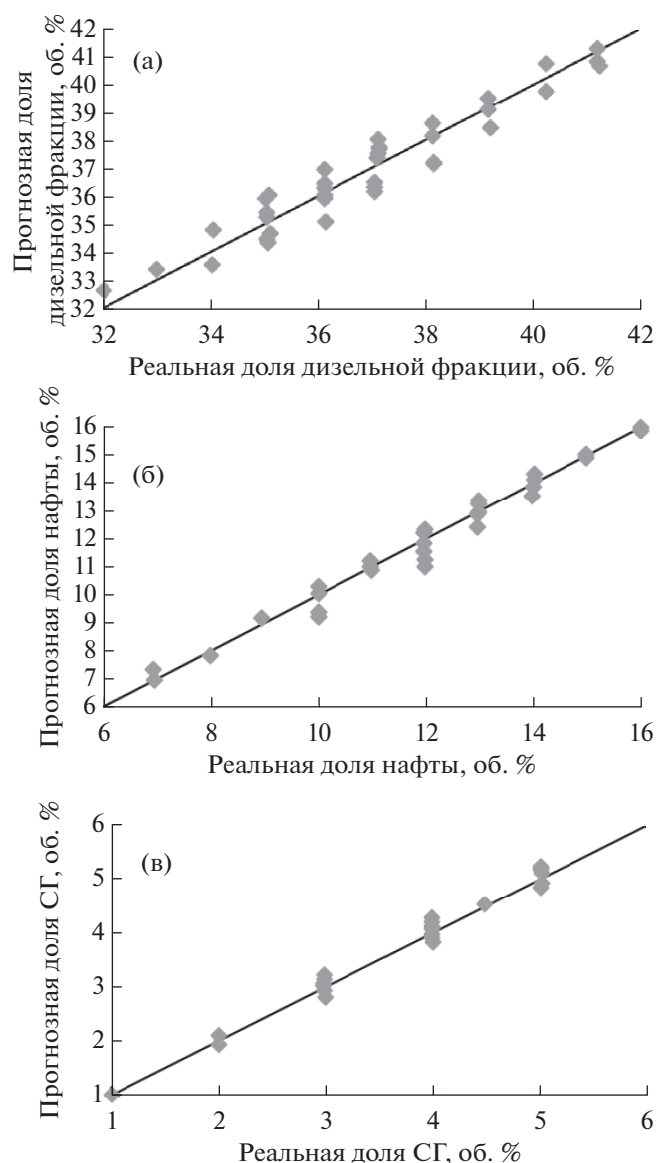 (а)
Прогнозная доля
дизельной фракции, об. %
42
41
40
39
38
37
36
35
34
33
32
32 34 36 38 40 42
Реальная доля дизельной фракции, об. %
(б)
Прогнозная доля нафты, об. %
16
15
14
13
12
11
10
9
8
7
6
6 8 10 12 14 16
Реальная доля нафты, об. %
(в)
Прогнозная доля СГ, об. %
6
5
4
3
2
1
1 2 3 4 5 6
Реальная доля СГ, об. %